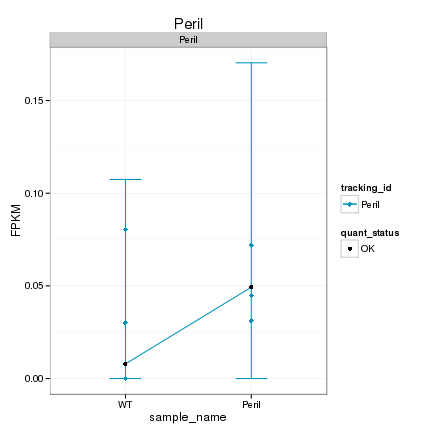 Peril
Peril
0.15
0.10
0.05
0.00
FPKM
WT
Peril
sample_name
tracking_id
Peril
quant_status
OK